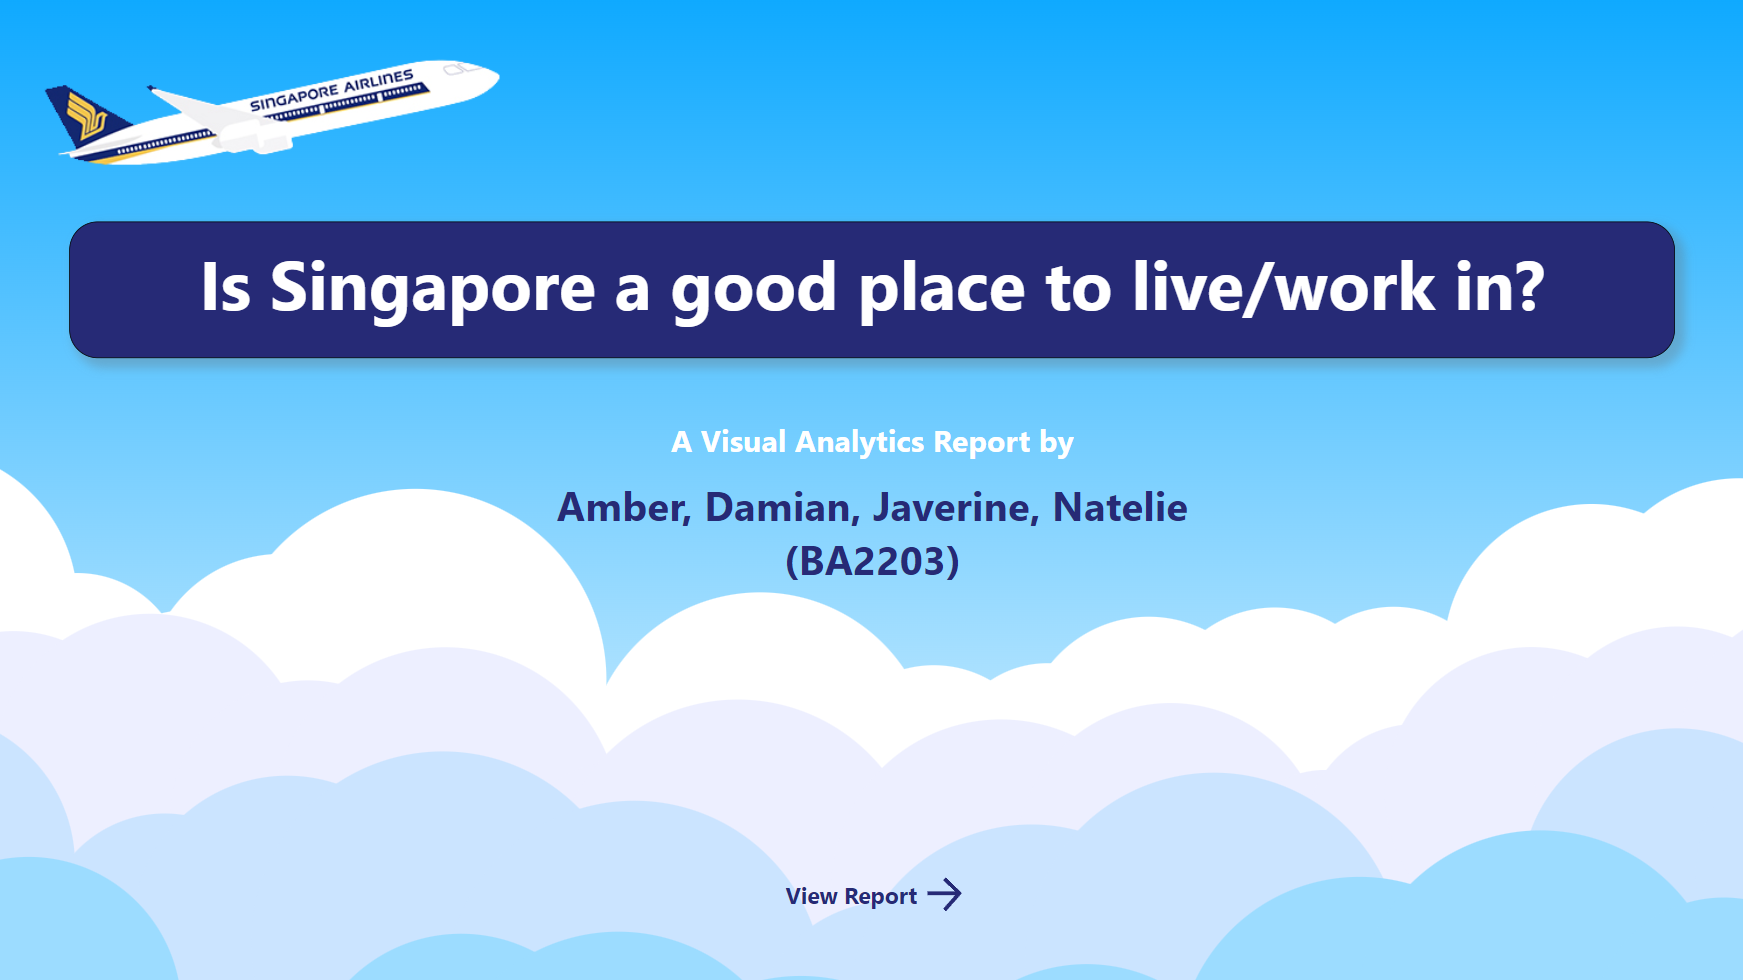 SINGAPORE AIRLINES
Is Singapore a good place to live/work in?
A Visual Analytics Report by
Amber, Damian, Javerine, Natelie
(BA2203)
View Report